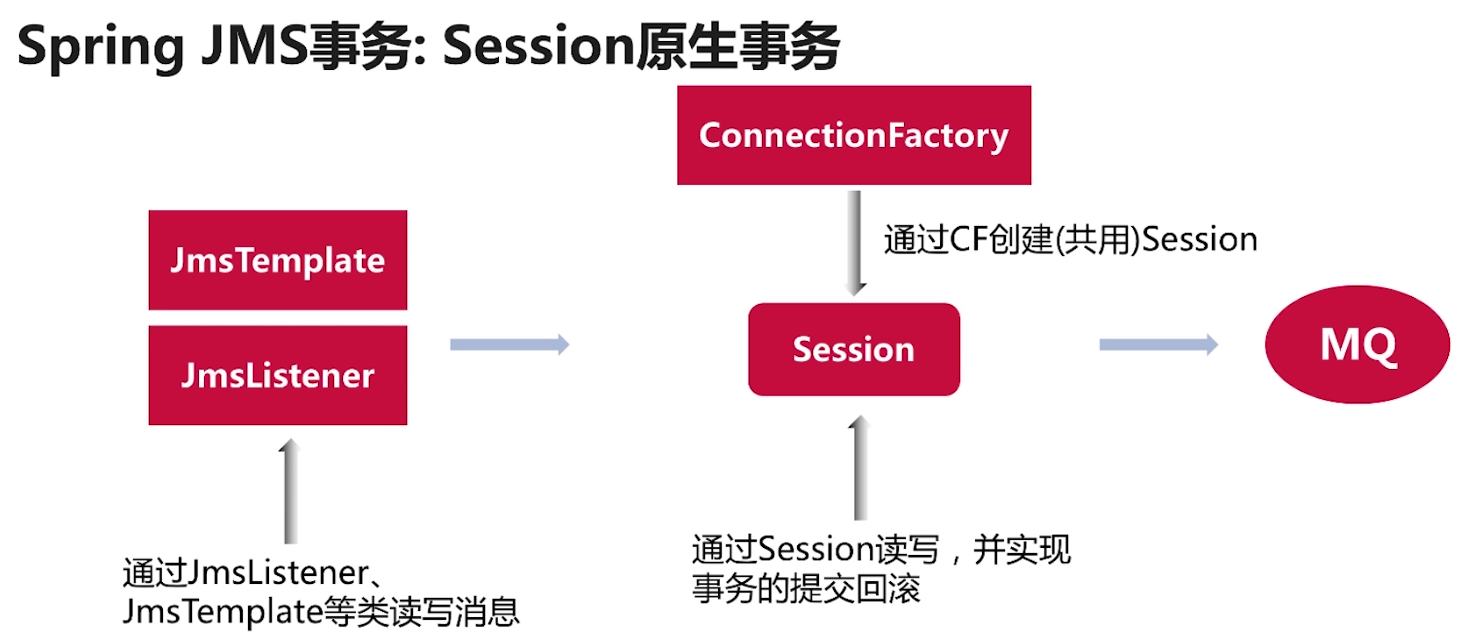 Spring JMS事务: Session原生事务
ConnectionFactory
通过CF创建(共用)Session
JmsTemplate
JmsListener
Session
MQ
通过JmsListener、
JmsTemplate等类读写消息
通过Session读写，并实现
事务的提交回滚